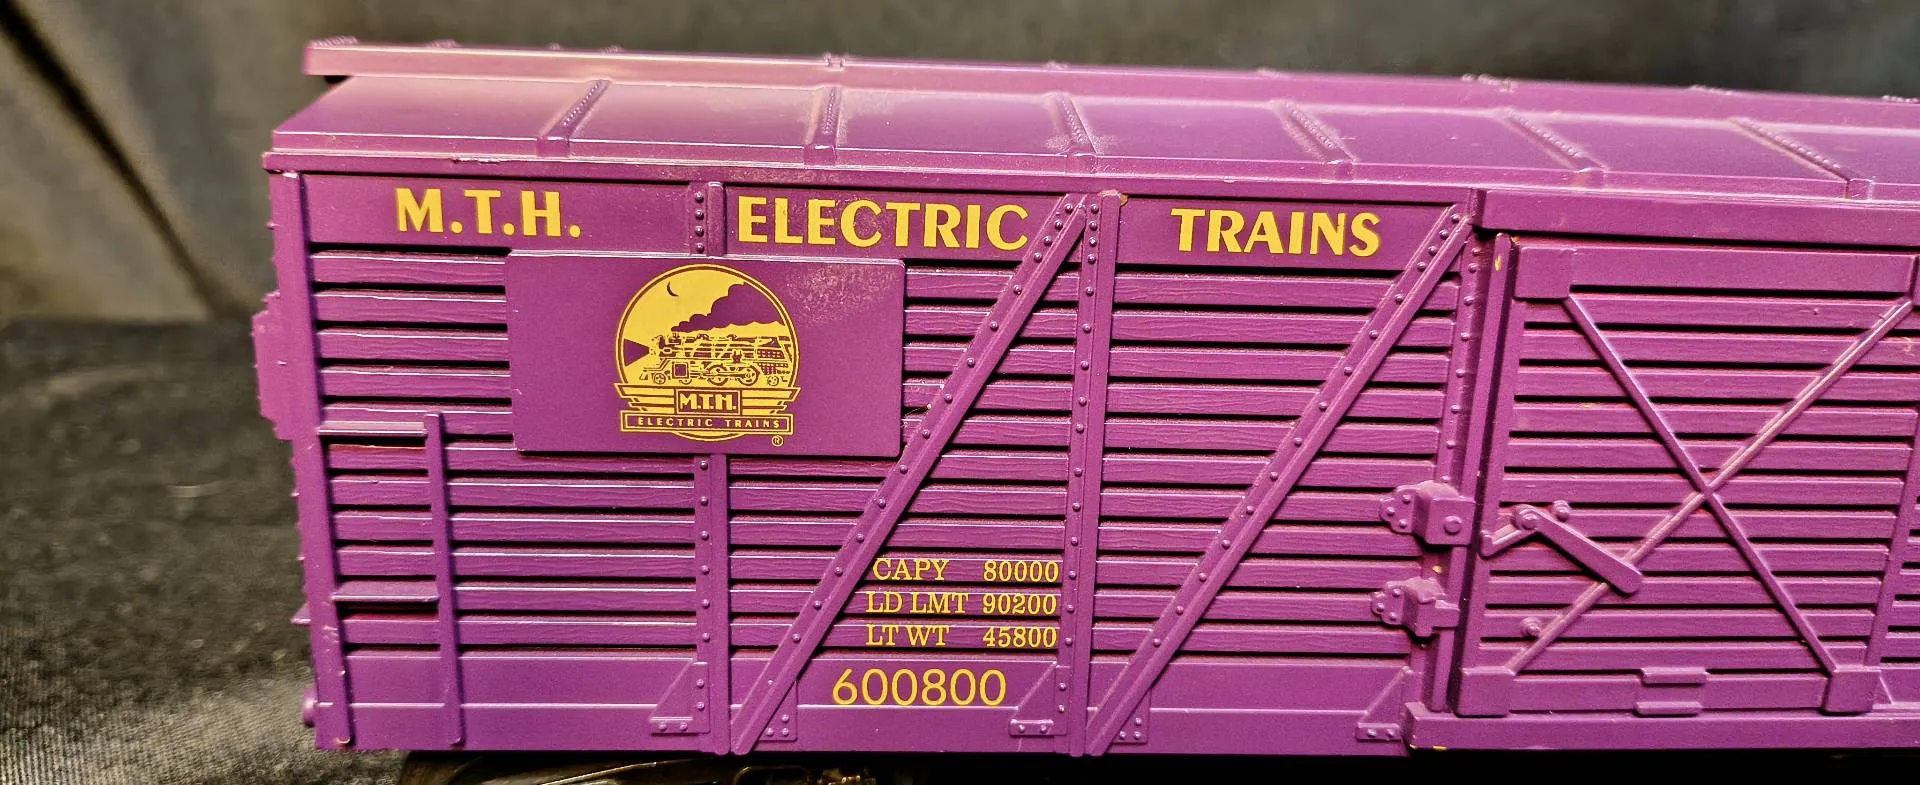 M.T.H. ELECTRIC TRAINS
M.T.H.
ELECTRIC TRAINS
®
CAPY 80000
LD LMT 90200
LT WT 45800
600800